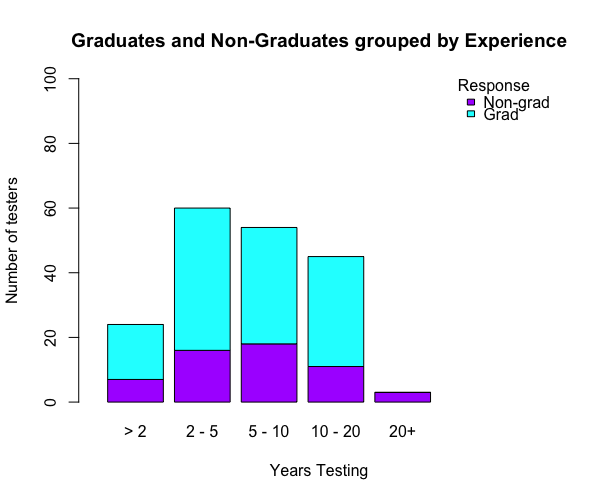 Graduates and Non-Graduates grouped by Experience
Response
Non-grad
Grad
Number of testers
100
80
60
40
20
0
> 2
2 - 5
5 - 10
10 - 20
20+
Years Testing